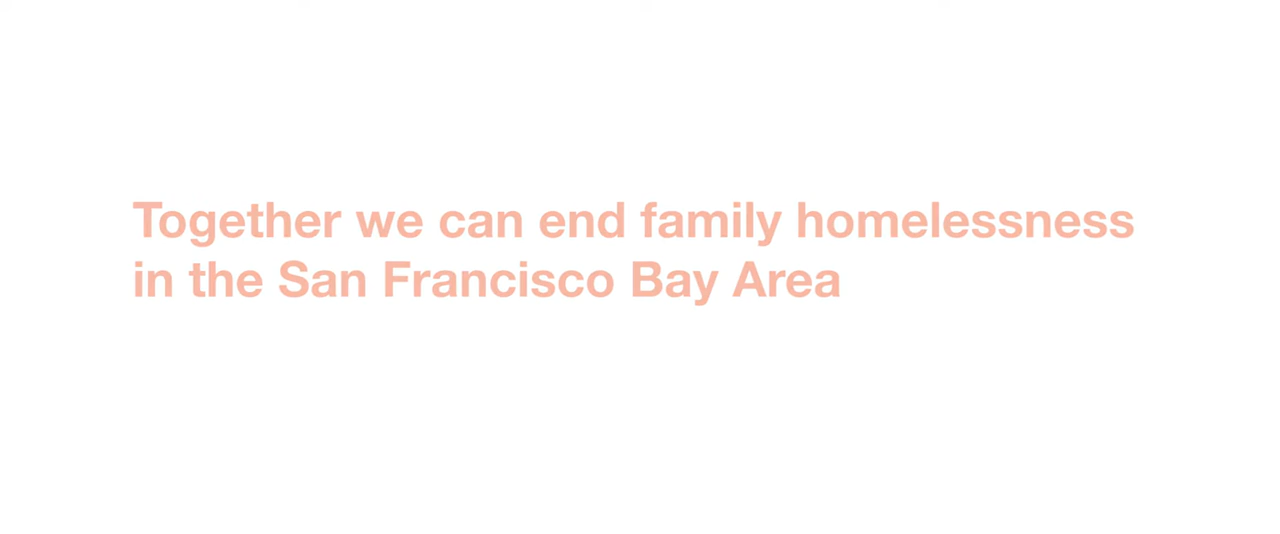 Together we can end family homelessness
in the San Francisco Bay Area